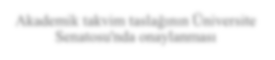 Akademik takvim taslağının Üniversite
Senatosu'nda onaylanması